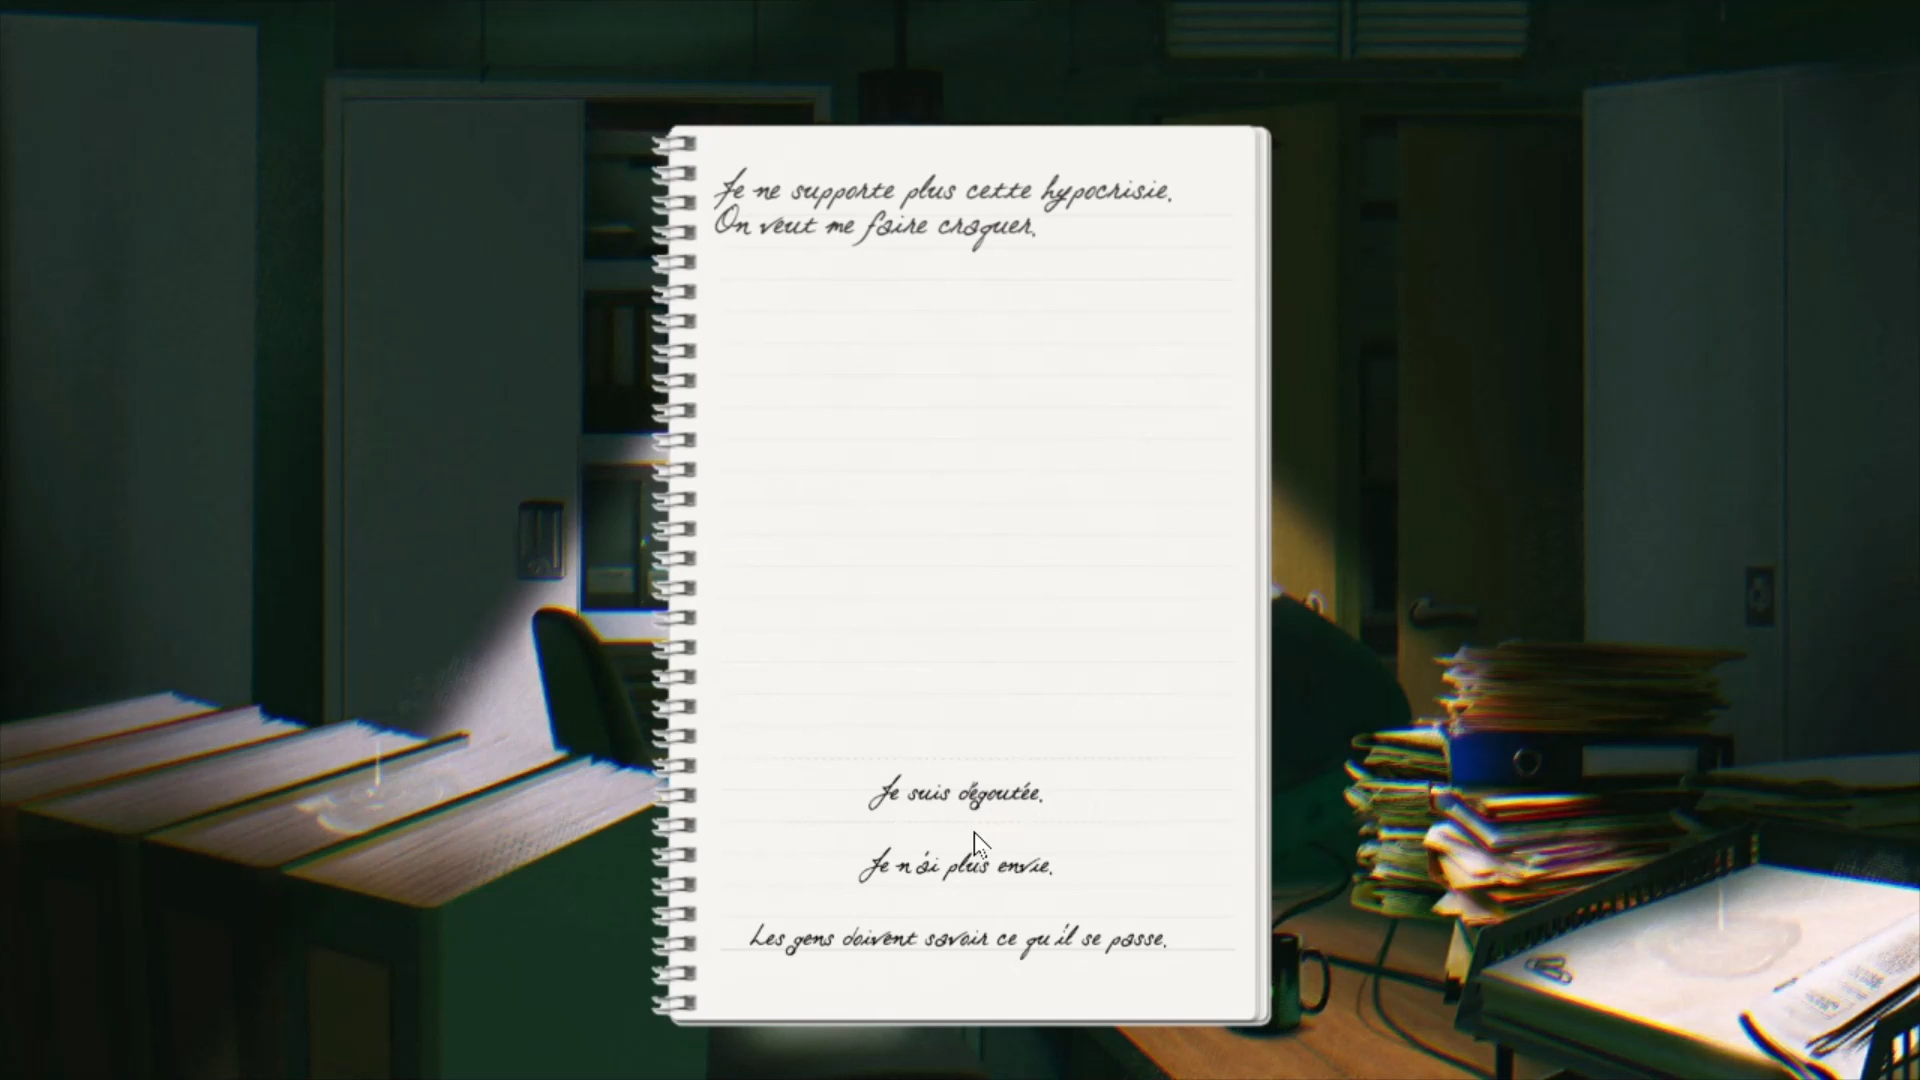 Je ne supporte plus cette hypocrisie.
On veut me faire craquer.
Je suis dégoutée.
Je n'ai plus envie.
Les gens doivent savoir ce qu'il se passe.